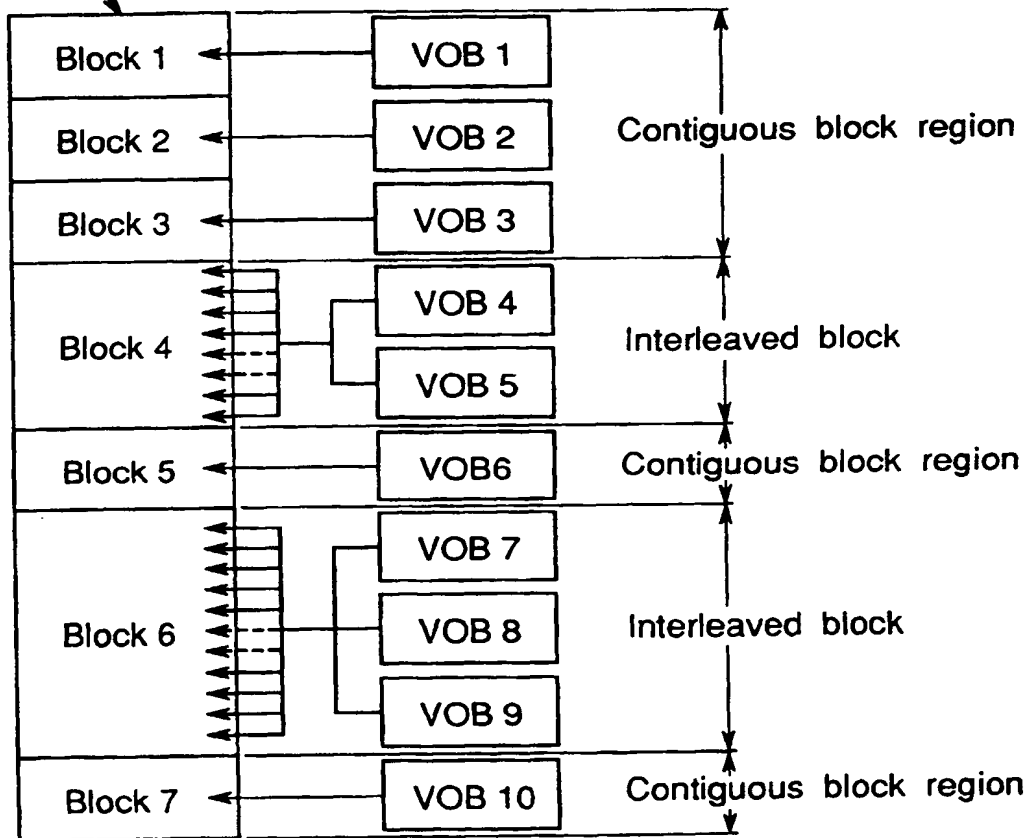 Block 1
VOB 1
Block 2
VOB 2
Contiguous block region
Block 3
VOB 3
Block 4
VOB 4
Interleaved block
VOB 5
Block 5
VOB6
Contiguous block region
Block 6
VOB 7
VOB 8
Interleaved block
VOB 9
Block 7
VOB 10
Contiguous block region